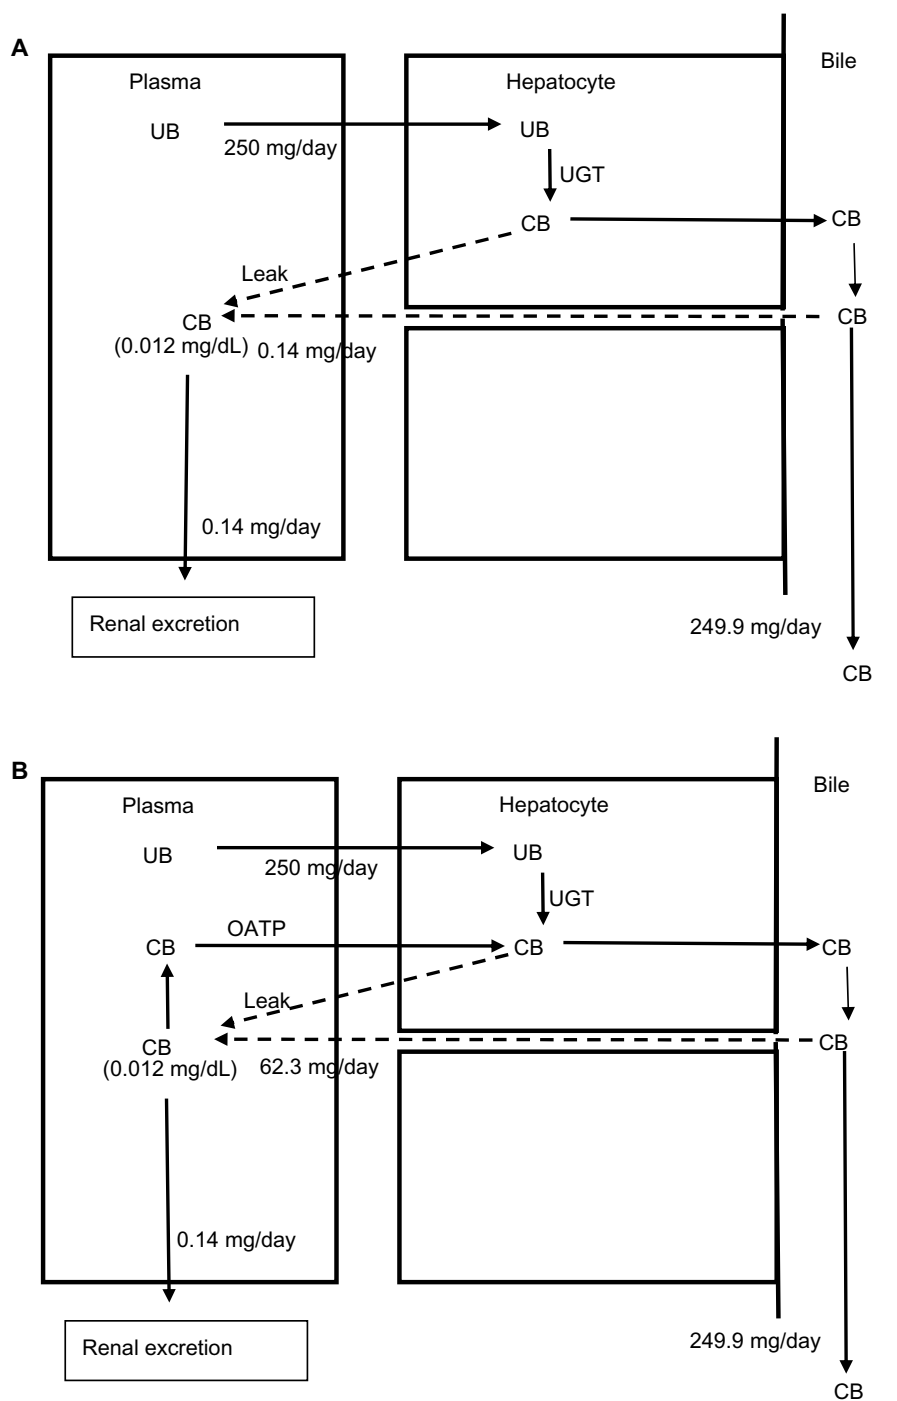 A
Bile
Plasma
Hepatocyte
UB
UB
250 mg/day
UGT
CB
CB
Leak
CB
CB
(0.012 mg/dL)
0.14 mg/day
0.14 mg/day
Renal excretion
249.9 mg/day
CB
B
Bile
Plasma
Hepatocyte
UB
UB
250 mg/day
UGT
OATP
CB
CB
CB
Leak
CB
CB
(0.012 mg/dL)
62.3 mg/day
0.14 mg/day
Renal excretion
249.9 mg/day
CB